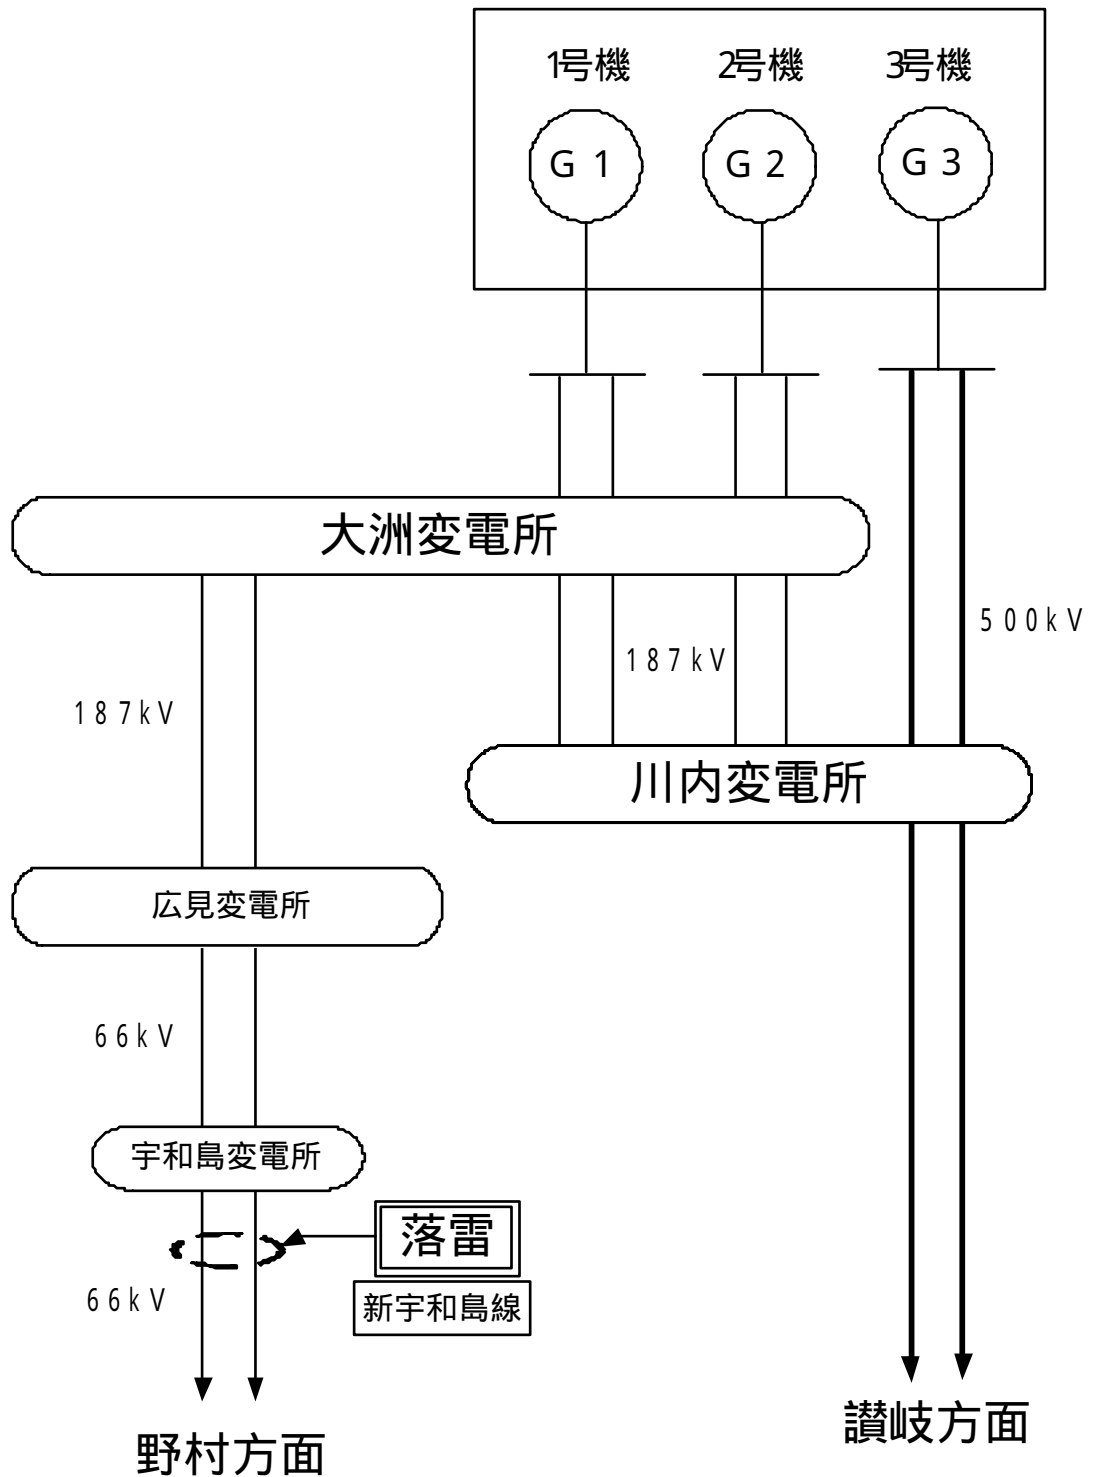 1号機
2号機
3号機
G 1
G 2
G 3
大洲変電所
500kV
187kV
187kV
川内変電所
広見変電所
66kV
宇和島変電所
落雷
66kV
新宇和島線
讃岐方面
野村方面